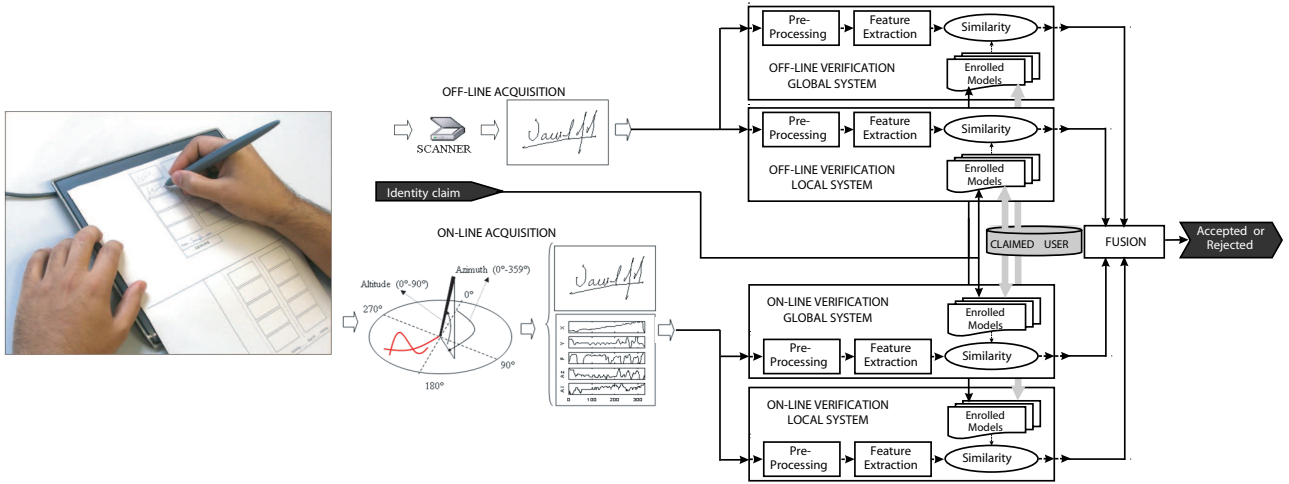 Pre-
Processing
Feature
Extraction
Similarity
Enrolled
Models
OFF-LINE VERIFICATION
GLOBAL SYSTEM
OFF-LINE ACQUISITION
SCANNER
Pre-
Processing
Feature
Extraction
Similarity
Enrolled
Models
OFF-LINE VERIFICATION
LOCAL SYSTEM
Identity claim
ON-LINE ACQUISITION
CLAIMED USER
FUSION
Accepted or
Rejected
Azimuth (0°-359°)
Altitude (0°-90°)
0°
270°
90°
180°
X
Y
P
AZ
Al
0 100 200 300
ON-LINE VERIFICATION
GLOBAL SYSTEM
Enrolled
Models
Pre-
Processing
Feature
Extraction
Similarity
ON-LINE VERIFICATION
LOCAL SYSTEM
Enrolled
Models
Pre-
Processing
Feature
Extraction
Similarity